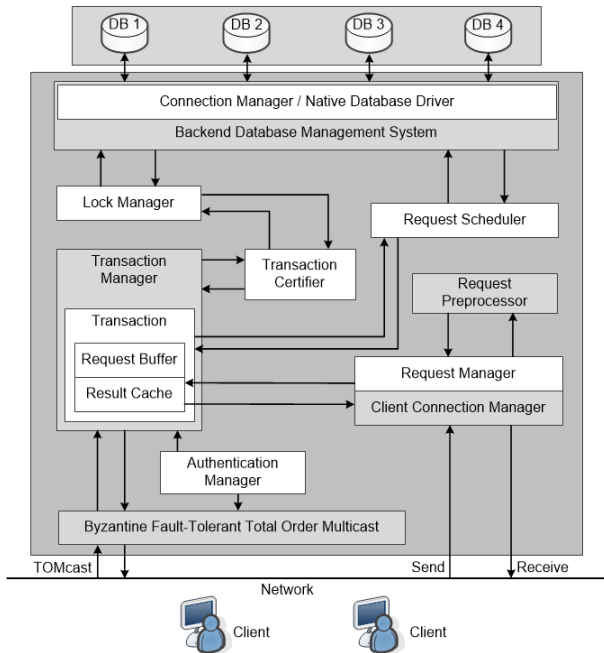 DB 1
DB 2
DB 3
DB 4
Connection Manager / Native Database Driver
Backend Database Management System
Lock Manager
Request Scheduler
Transaction
Manager
Transaction
Certifier
Request
Preprocessor
Transaction
Request Buffer
Result Cache
Request Manager
Client Connection Manager
Authentication
Manager
Byzantine Fault-Tolerant Total Order Multicast
TOMcast
Send
Receive
Network
Client
Client